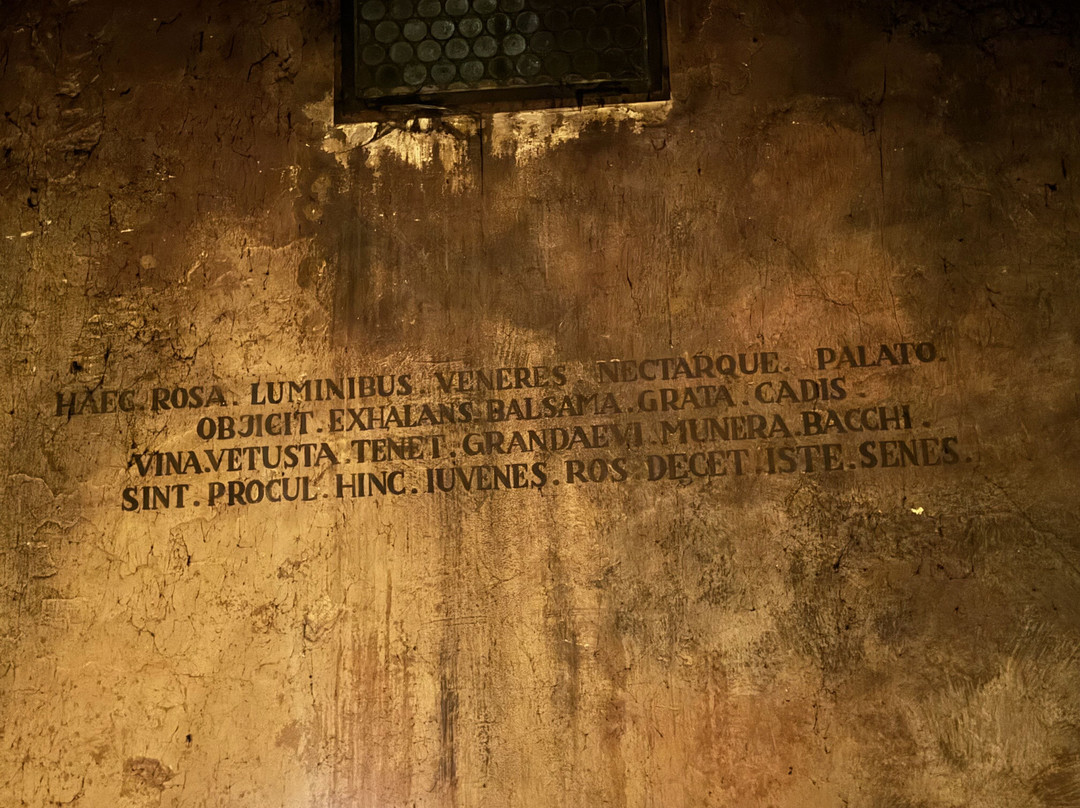 HAEC. ROSA. LUMINIBUS. VENERES NECTARQUE. PALATO.
OBJICIT. EXHALANS. BALSAMA. GRATA. CADIS.
VINA. VETUSTA. TENET. GRANDAEVI. MUNERA. BACCHI.
SINT. PROCUL. HINC. IUVENES. ROS. DECET. ISTE. SENES.